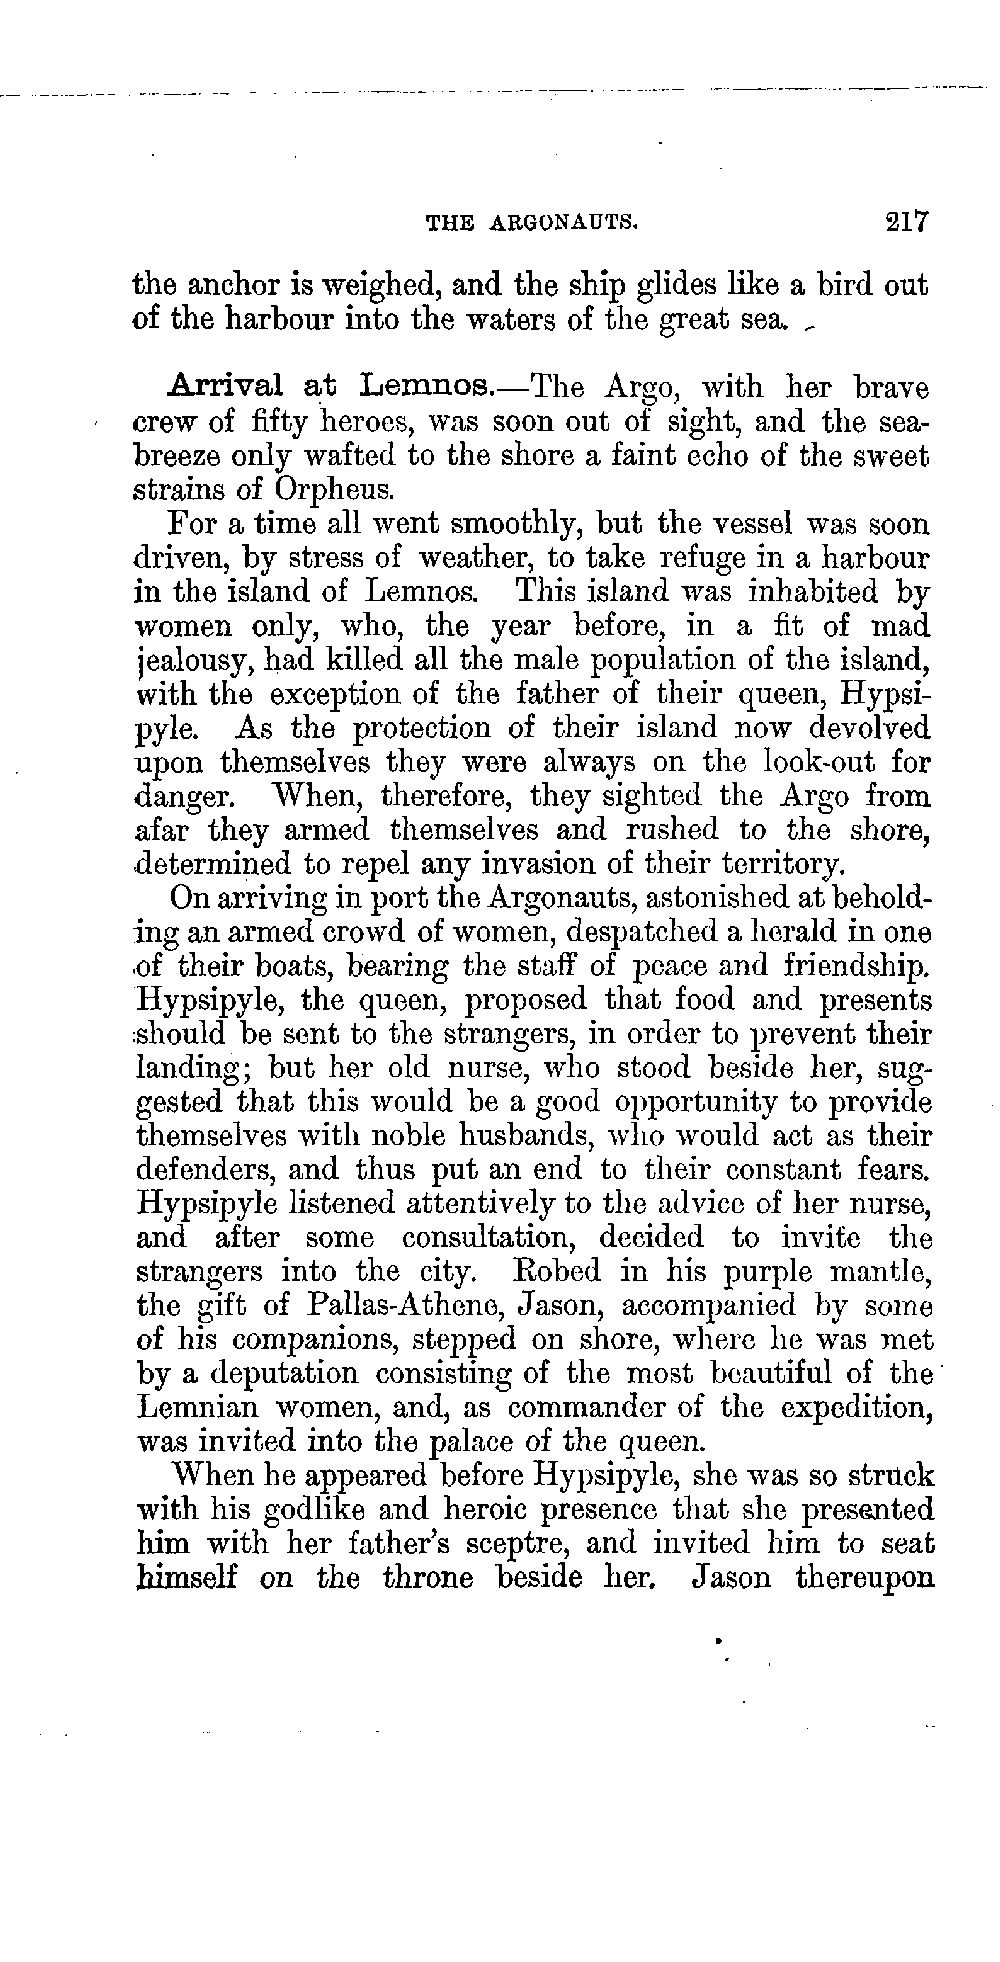 THE ARGONAUTS. 217
the anchor is weighed, and the ship glides like a bird out
of the harbour into the waters of the great sea.
Arrival at Lemnos.—The Argo, with her brave
crew of fifty heroes, was soon out of sight, and the sea-
breeze only wafted to the shore a faint echo of the sweet
strains of Orpheus.
For a time all went smoothly, but the vessel was soon
driven, by stress of weather, to take refuge in a harbour
in the island of Lemnos. This island was inhabited by
women only, who, the year before, in a fit of mad
jealousy, had killed all the male population of the island,
with the exception of the father of their queen, Hypsi-
pyle. As the protection of their island now devolved
upon themselves they were always on the look-out for
danger. When, therefore, they sighted the Argo from
afar they armed themselves and rushed to the shore,
determined to repel any invasion of their territory.
On arriving in port the Argonauts, astonished at behold-
ing an armed crowd of women, despatched a herald in one
of their boats, bearing the staff of peace and friendship.
Hypsipyle, the queen, proposed that food and presents
should be sent to the strangers, in order to prevent their
landing; but her old nurse, who stood beside her, sug-
gested that this would be a good opportunity to provide
themselves with noble husbands, who would act as their
defenders, and thus put an end to their constant fears.
Hypsipyle listened attentively to the advice of her nurse,
and after some consultation, decided to invite the
strangers into the city. Robed in his purple mantle,
the gift of Pallas-Athene, Jason, accompanied by some
of his companions, stepped on shore, where he was met
by a deputation consisting of the most beautiful of the
Lemnian women, and, as commander of the expedition,
was invited into the palace of the queen.
When he appeared before Hypsipyle, she was so struck
with his godlike and heroic presence that she presented
him with her father's sceptre, and invited him to seat
himself on the throne beside her. Jason thereupon